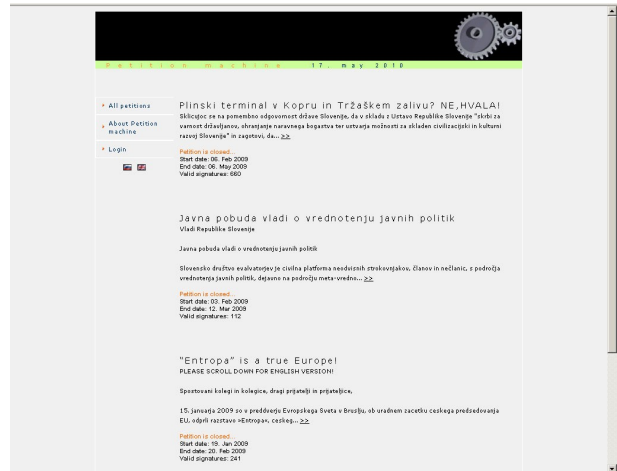 Petition machine 17. may 2010
All petitions
About Petition
machine
Login
Plinski terminal v Kopru in Tržaškem zalivu? NE,HVALA!
Sklicujoc se na pomembno odgovornost države Slovenije, da v skladu z Ustavo Republike Slovenije "skrbi za
varnost državljanov, ohranjanje naravnega bogastva ter ustvarja možnosti za skladen civilizacijski in kulturni
razvoj Slovenije" in zagotovi, da... >>
Petition is closed...
Start date: 06. Feb 2009
End date: 06. May 2009
Valid signatures: 660
Javna pobuda vladi o vrednotenju javnih politik
Vladi Republike Slovenije
Javna pobuda vladi o vrednotenju javnih politik
Slovensko društvo evalvatorjev je civilna platforma neodvisnih strokovnjakov, članov in nečlanic, s področja
vrednotenja javnih politik, dejavno na področju meta-vredno... >>
Petition is closed...
Start date: 03. Feb 2009
End date: 12. Mar 2009
Valid signatures: 112
"Entropa" is a true Europe!
PLEASE SCROLL DOWN FOR ENGLISH VERSION!
Spostovani kolegi in kolegice, dragi prijatelji in prijateljice,
15. januarja 2009 so v preddverju Evropskega Sveta v Bruslju, ob uradnem zacetku ceskega predsedovanja
EU, odprli razstavo »Entropa«, ceskeg... >>
Petition is closed...
Start date: 19. Jan 2009
End date: 20. Feb 2009
Valid signatures: 241